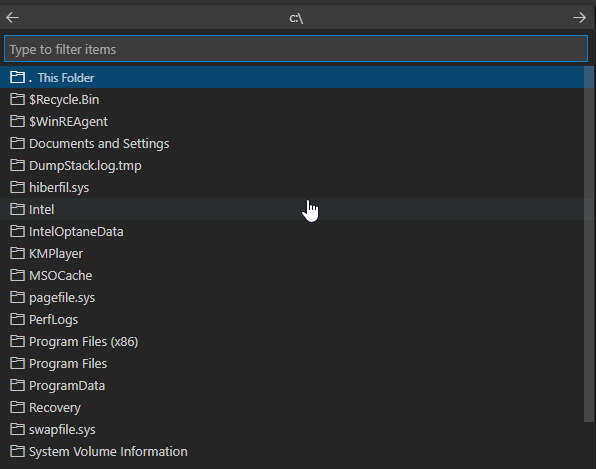 c:\
Type to filter items
. This Folder
$Recycle.Bin
$WinREAgent
Documents and Settings
DumpStack.log.tmp
hiberfil.sys
Intel
IntelOptaneData
KMPlayer
MSOCache
pagefile.sys
PerfLogs
Program Files (x86)
Program Files
ProgramData
Recovery
swapfile.sys
System Volume Information